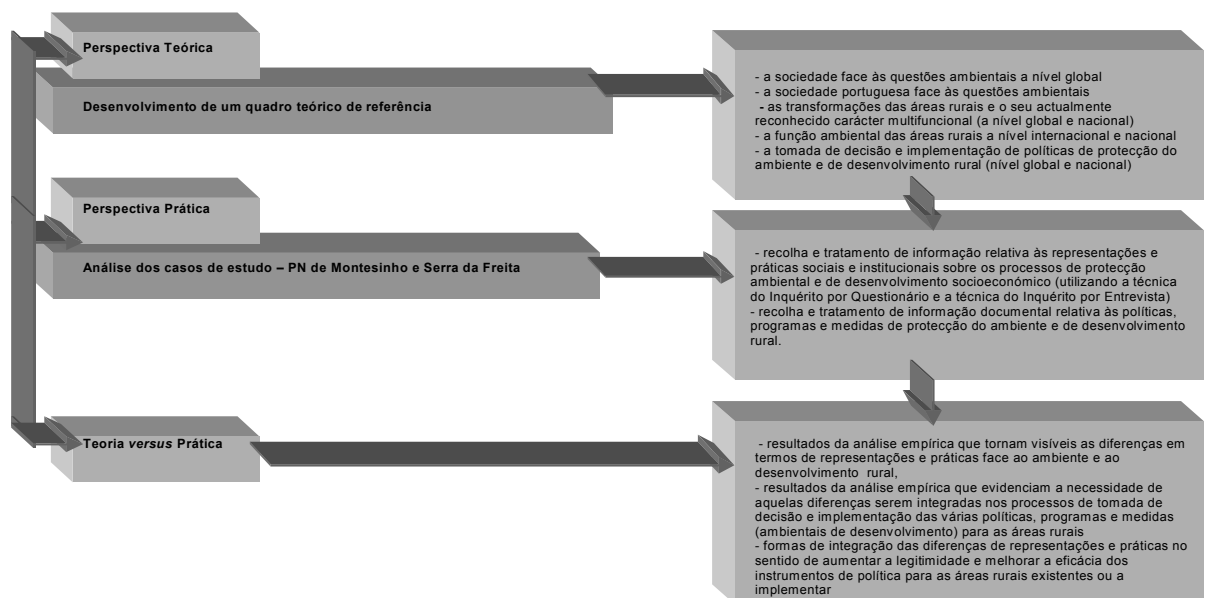 Perspectiva Teórica
Desenvolvimento de um quadro teórico de referência
- a sociedade face às questões ambientais a nível global
- a sociedade portuguesa face às questões ambientais
- as transformações das áreas rurais e o seu actualmente
reconhecido carácter multifuncional (a nível global e nacional)
- a função ambiental das áreas rurais a nível internacional e nacional
- a tomada de decisão e implementação de políticas de protecção do
ambiente e de desenvolvimento rural (nível global e nacional)
Perspectiva Prática
Análise dos casos de estudo – PN de Montesinho e Serra da Freita
- recolha e tratamento de informação relativa às representações e
práticas sociais e institucionais sobre os processos de protecção
ambiental e de desenvolvimento socioeconómico (utilizando a técnica
do Inquérito por Questionário e a técnica do Inquérito por Entrevista)
- recolha e tratamento de informação documental relativa às políticas,
programas e medidas de protecção do ambiente e de desenvolvimento
rural.
Teoria versus Prática
- resultados da análise empírica que tornam visíveis as diferenças em
termos de representações e práticas face ao ambiente e ao
desenvolvimento rural,
- resultados da análise empírica que evidenciam a necessidade de
aquelas diferenças serem integradas nos processos de tomada de
decisão e implementação das várias políticas, programas e medidas
(ambientais de desenvolvimento) para as áreas rurais
- formas de integração das diferenças de representações e práticas no
sentido de aumentar a legitimidade e melhorar a eficácia dos
instrumentos de política para as áreas rurais existentes ou a
implementar